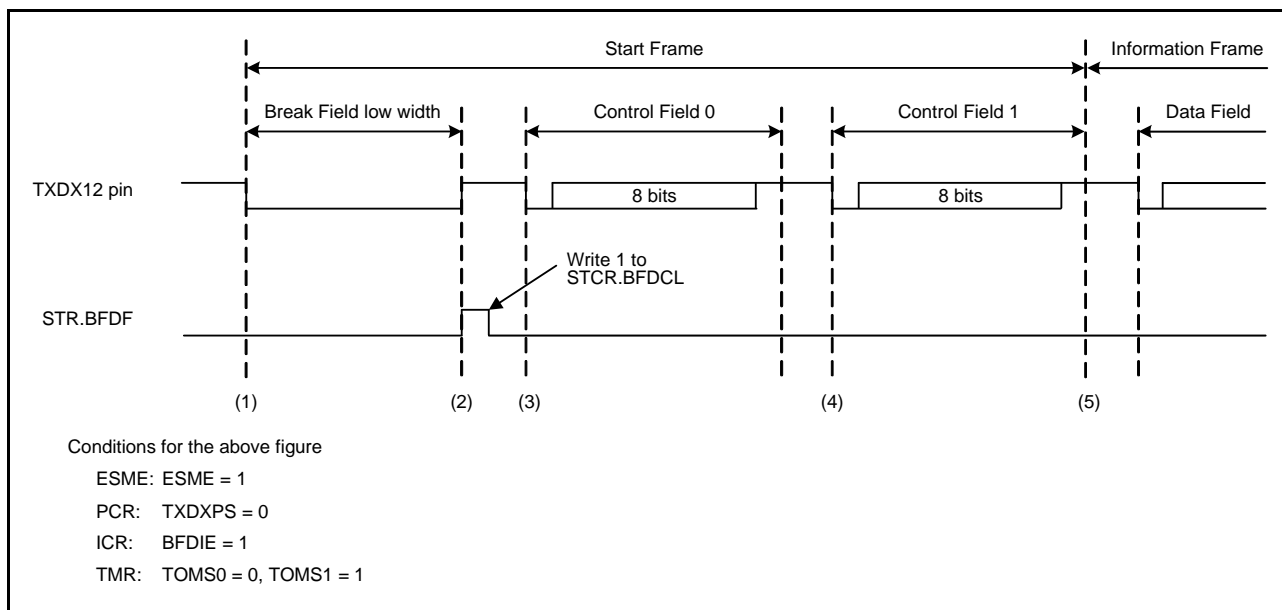 Start Frame
Information Frame
Break Field low width
Control Field 0
Control Field 1
Data Field
TXDX12 pin
8 bits
8 bits
Write 1 to
STCR.BFDCL
STR.BFDF
(1)
(2)
(3)
(4)
(5)
Conditions for the above figure
ESME: ESME = 1
PCR: TXDXPS = 0
ICR: BFDIE = 1
TMR: TOMS0 = 0, TOMS1 = 1